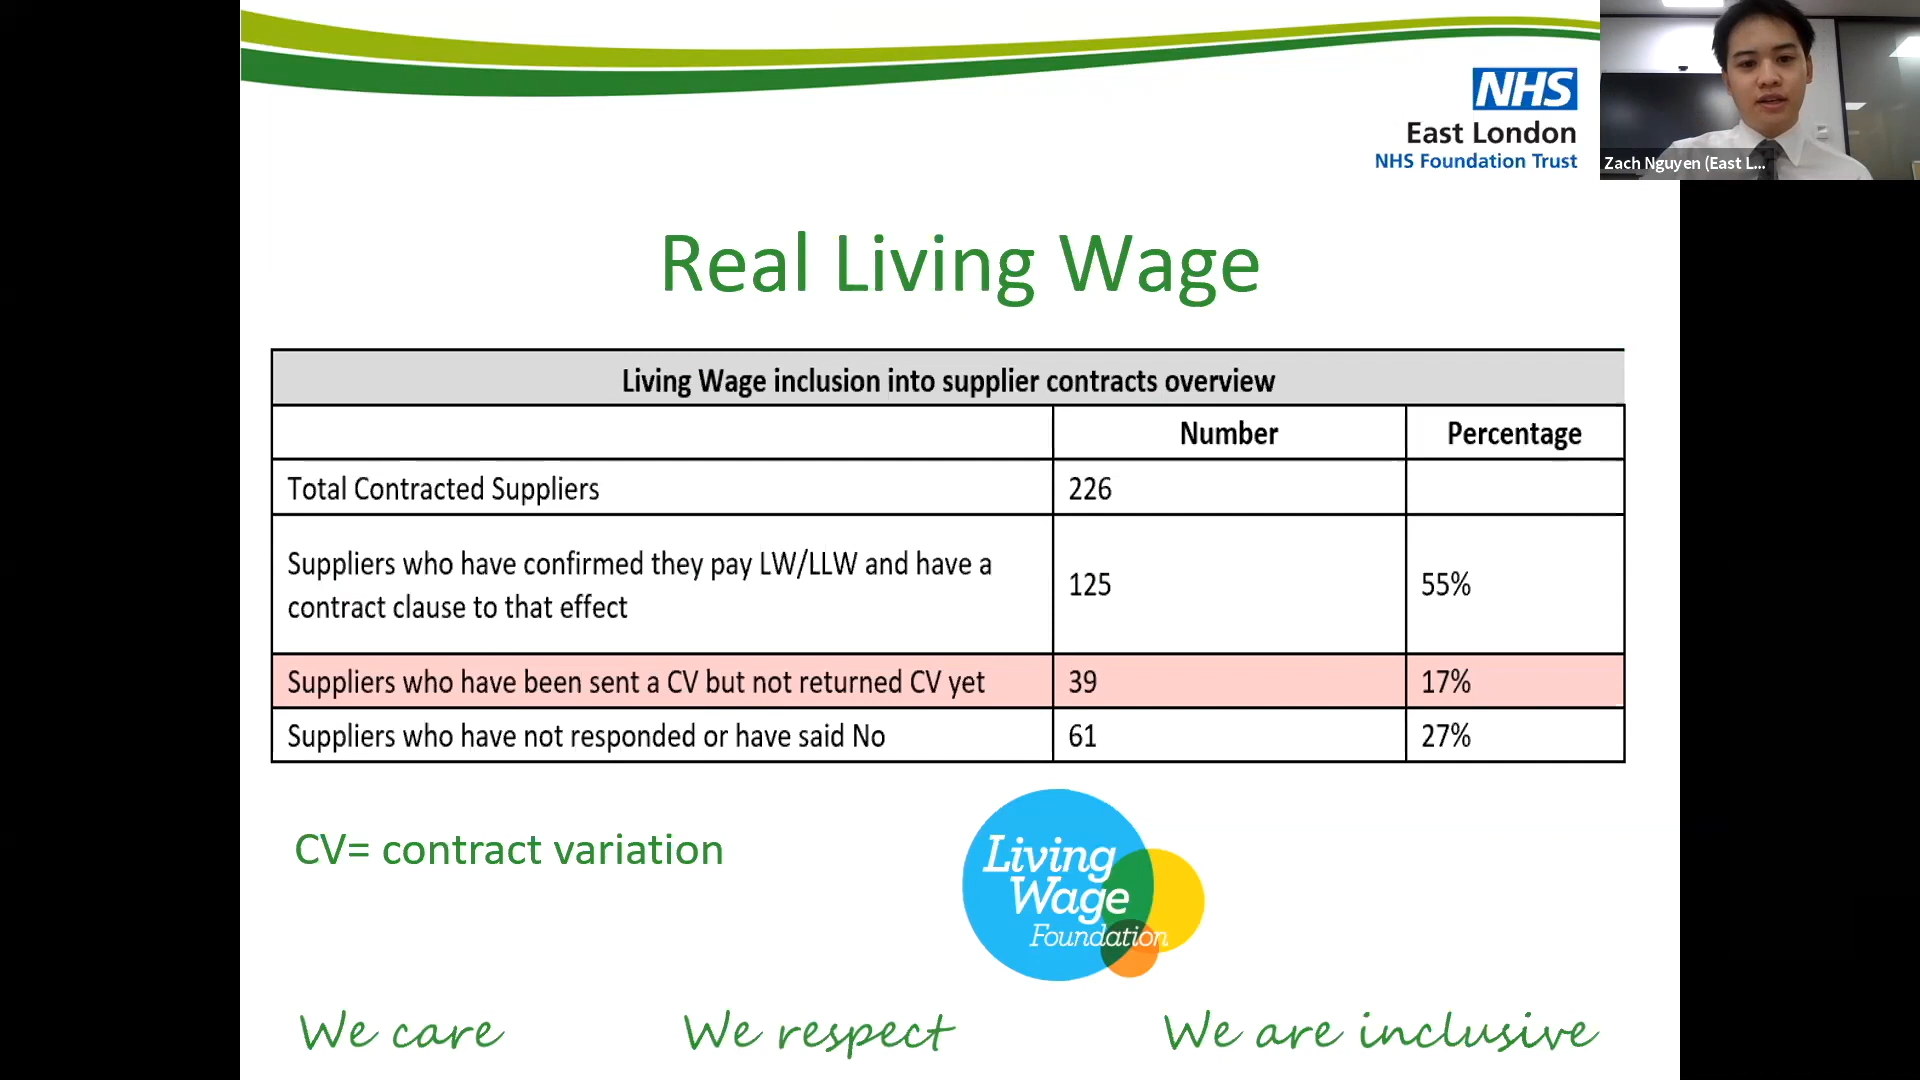 NHS
East London
NHS Foundation Trust
Zach Nguyen (East L...
Real Living Wage
Living Wage inclusion into supplier contracts overview
Number Percentage
Total Contracted Suppliers 226
Suppliers who have confirmed they pay LW/LLW and have a
contract clause to that effect 125 55%
Suppliers who have been sent a CV but not returned CV yet 39 17%
Suppliers who have not responded or have said No 61 27%
CV= contract variation
Living
Wage
Foundation
We care We respect We are inclusive